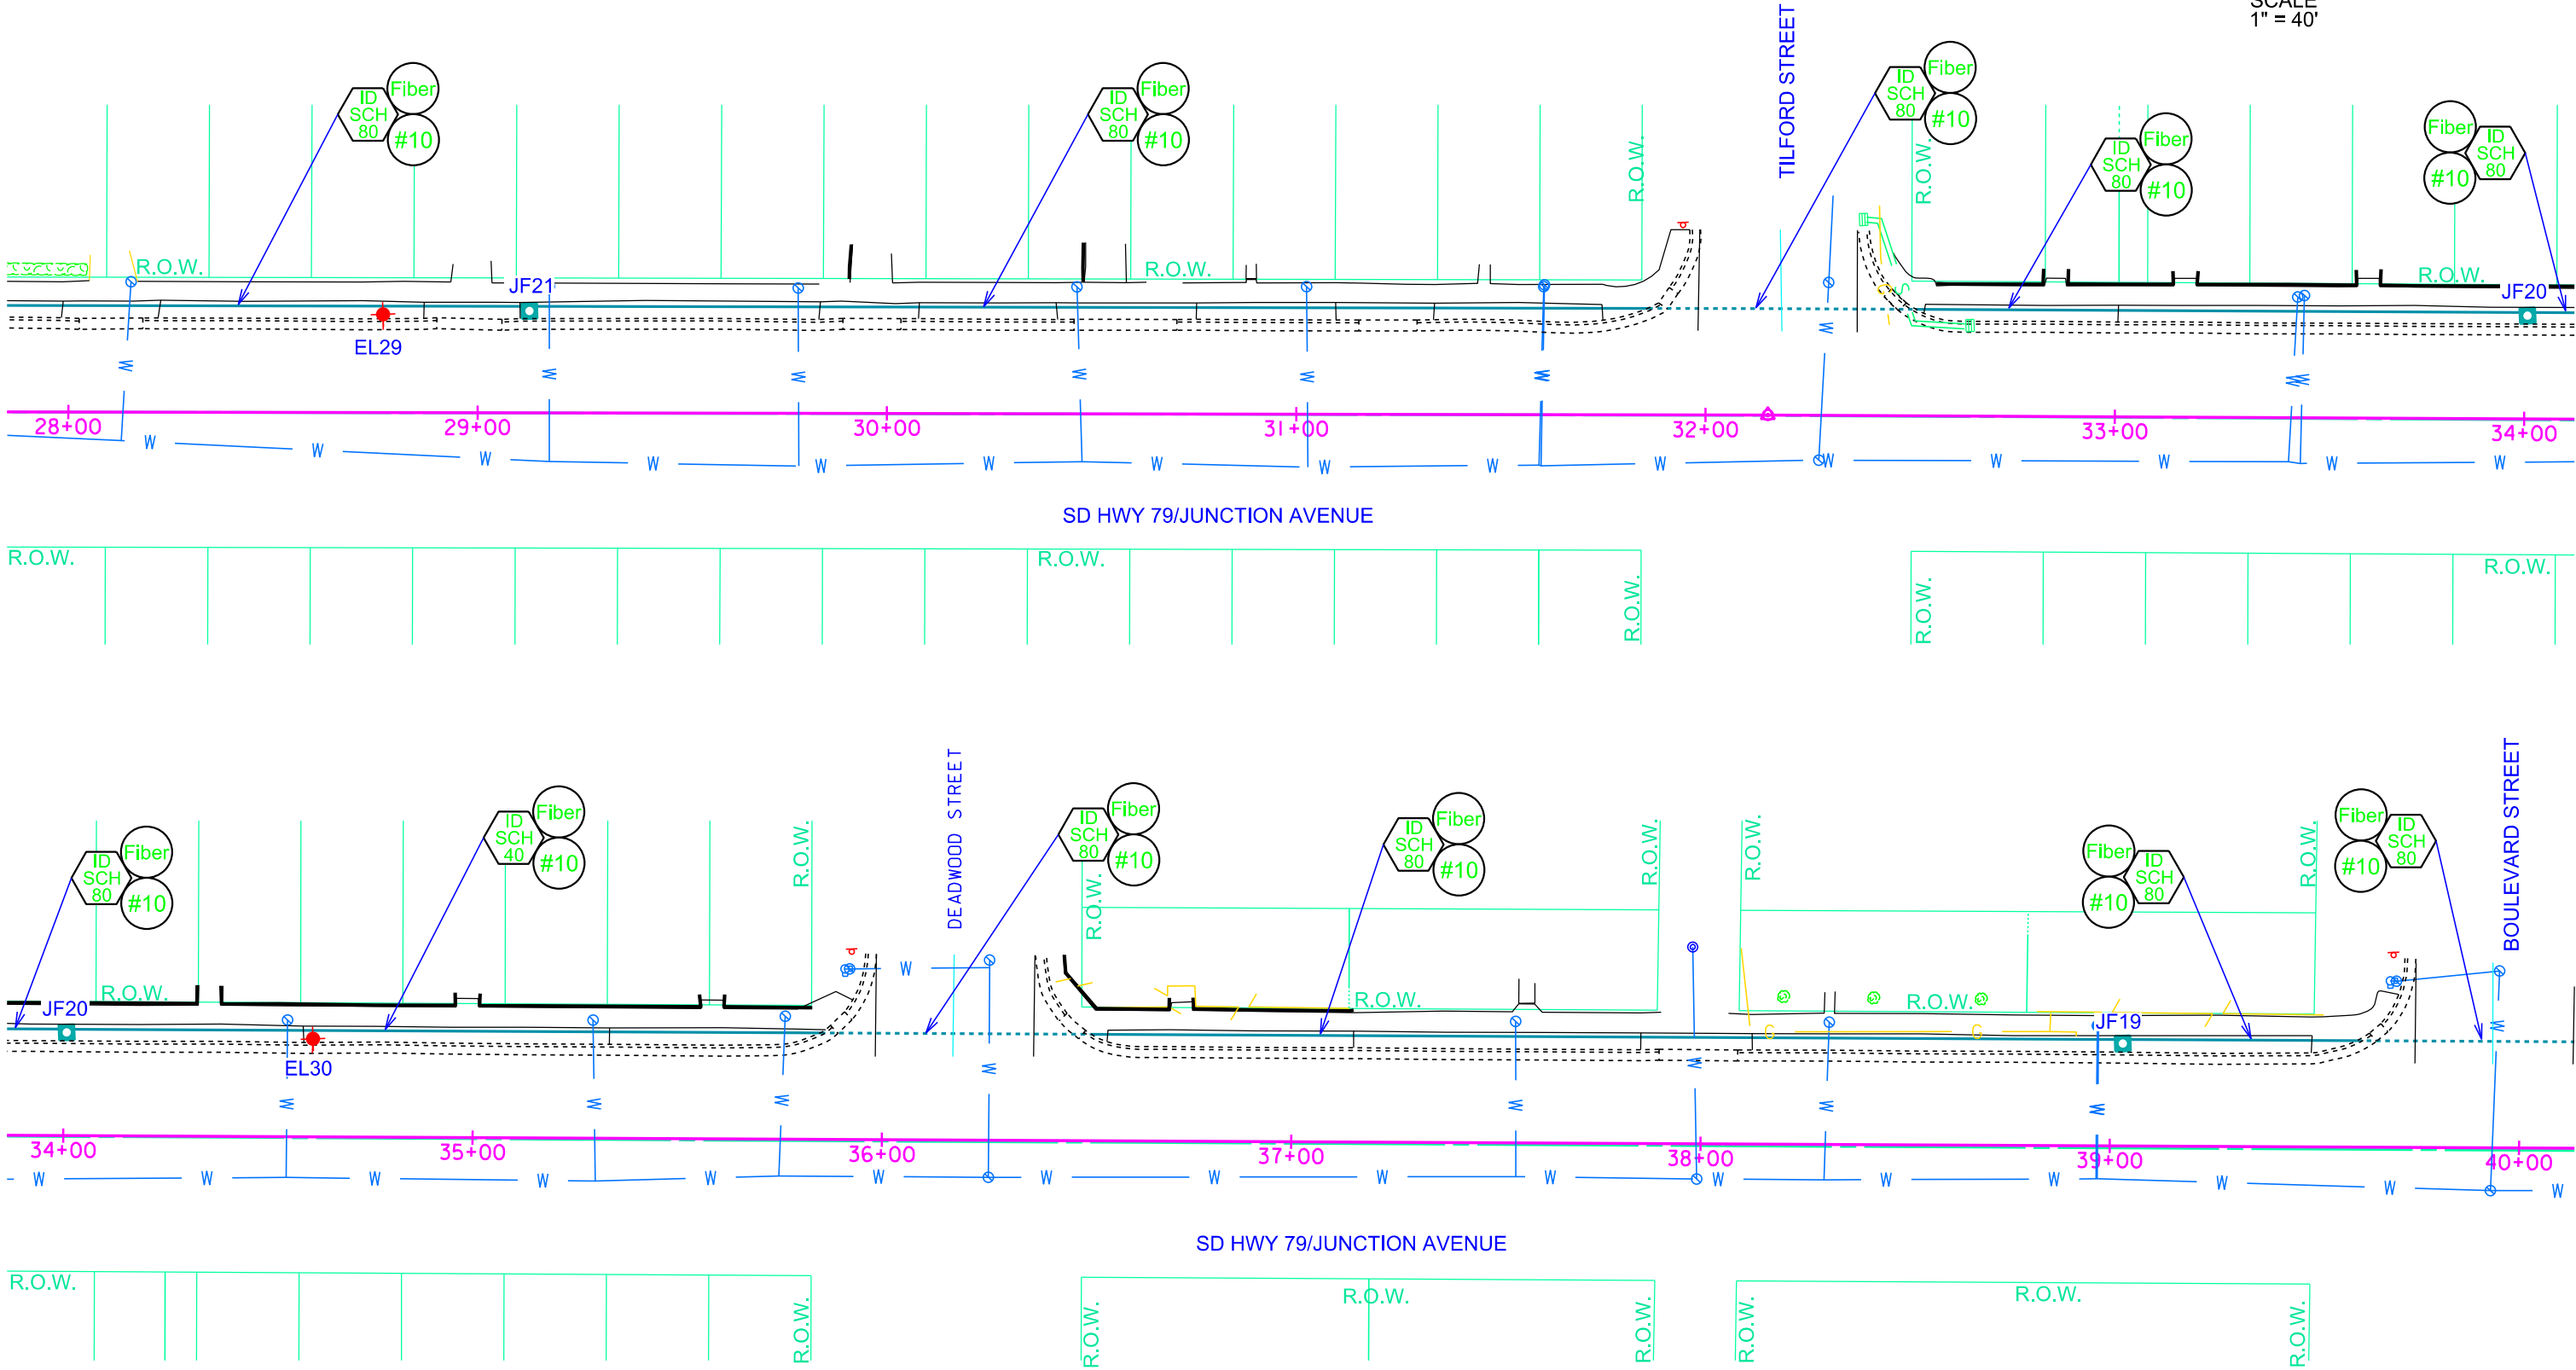 SCALE
1" = 40'
TILFORD STREET
ID SCH 80 Fiber #10
ID SCH 80 Fiber #10
ID SCH 80 Fiber #10
ID SCH 80 Fiber #10
Fiber #10 ID SCH 80
R.O.W.
R.O.W.
R.O.W.
R.O.W.
R.O.W.
JF21
JF20
EL29
G
S
W W W W W W W W
28+00 29+00 30+00 31+00 32+00 33+00 34+00
W W W W W W W W W W W W W W W
SD HWY 79/JUNCTION AVENUE
R.O.W. R.O.W. R.O.W. R.O.W. R.O.W.
DEADWOOD STREET
BOULEVARD STREET
ID SCH 80 Fiber #10
ID SCH 40 Fiber #10
ID SCH 80 Fiber #10
ID SCH 80 Fiber #10
Fiber #10 ID SCH 80
Fiber #10 ID SCH 80
R.O.W. R.O.W. R.O.W. R.O.W. R.O.W.
R.O.W. R.O.W. R.O.W.
W
JF20
JF19
G G
EL30
W W W W W W W W W
34+00 35+00 36+00 37+00 38+00 39+00 40+00
W W W W W W W W W W W W W W W W
SD HWY 79/JUNCTION AVENUE
R.O.W. R.O.W. R.O.W. R.O.W. R.O.W. R.O.W. R.O.W. R.O.W.